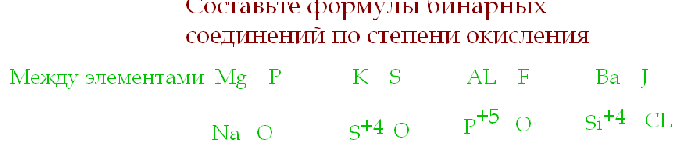 Составьте формулы бинарных
соединений по степени окисления
Между элементами Mg P K S AL F Ba J
Na O S+4 O P+5 O Si+4 CL